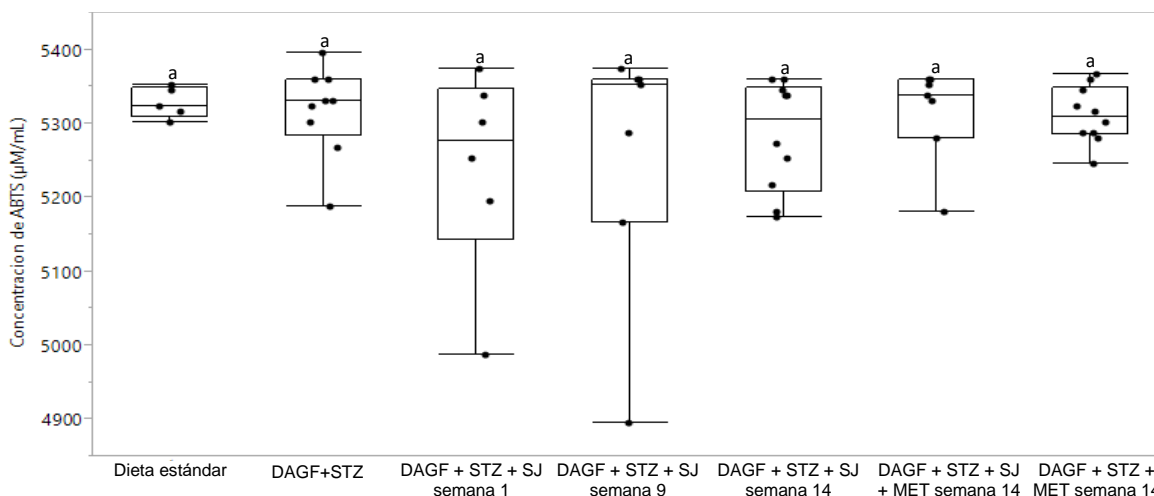 Concentracion de ABTS (µM/mL)
5400
5300
5200
5100
5000
4900
a
a
a
a
a
a
a
Dieta estándar
DAGF+STZ
DAGF + STZ + SJ
semana 1
DAGF + STZ + SJ
semana 9
DAGF + STZ + SJ
semana 14
DAGF + STZ + SJ
+ MET semana 14
DAGF + STZ +
MET semana 14